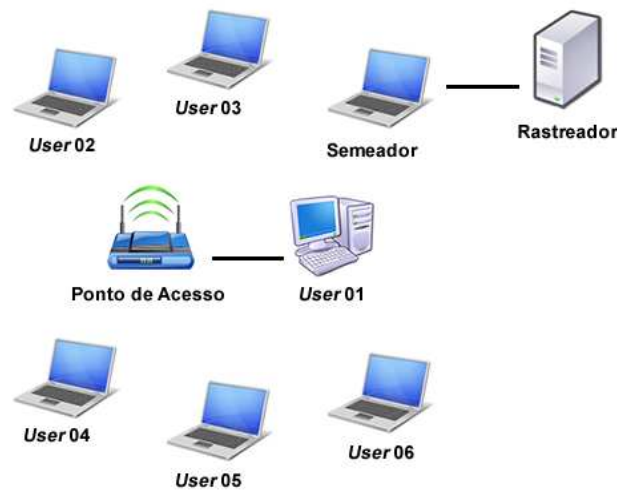 User 03
User 02
Semeador
Rastreador
Ponto de Acesso
User 01
User 04
User 05
User 06